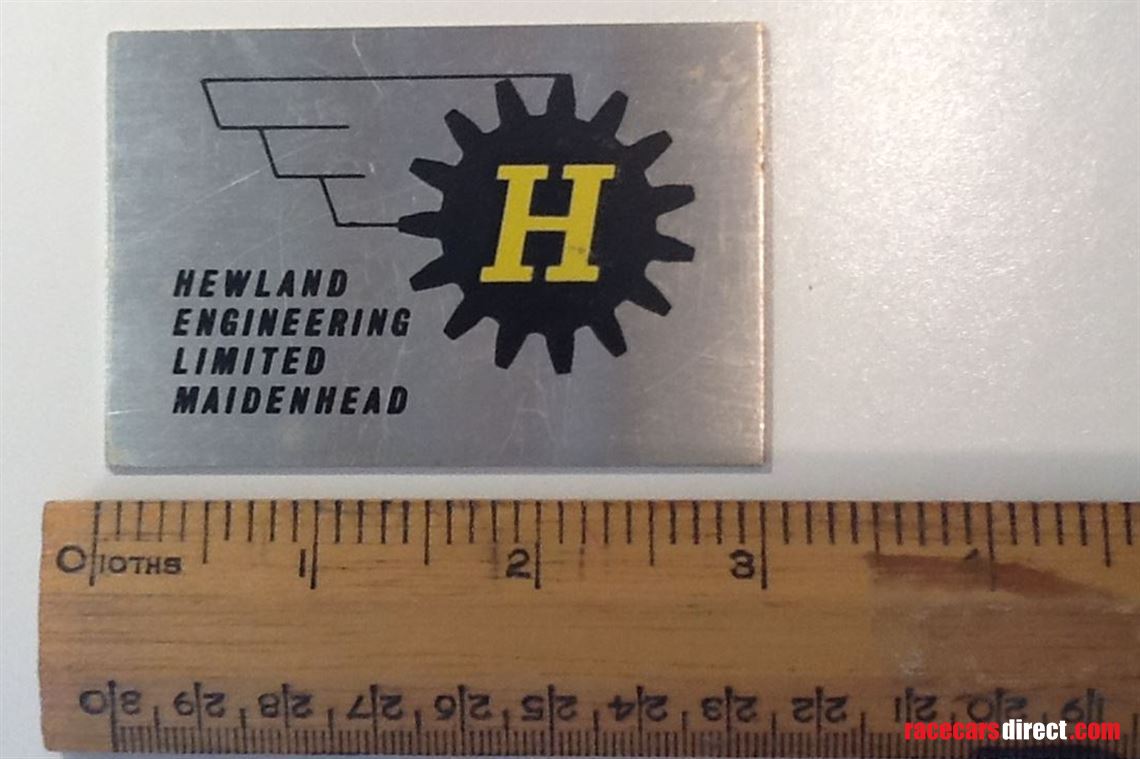 H
HEWLAND
ENGINEERING
LIMITED
MAIDENHEAD
0 10THS 1 2 3 4
30 29 28 27 26 25 24 23 22 21 20 19
racecarsdirect.com